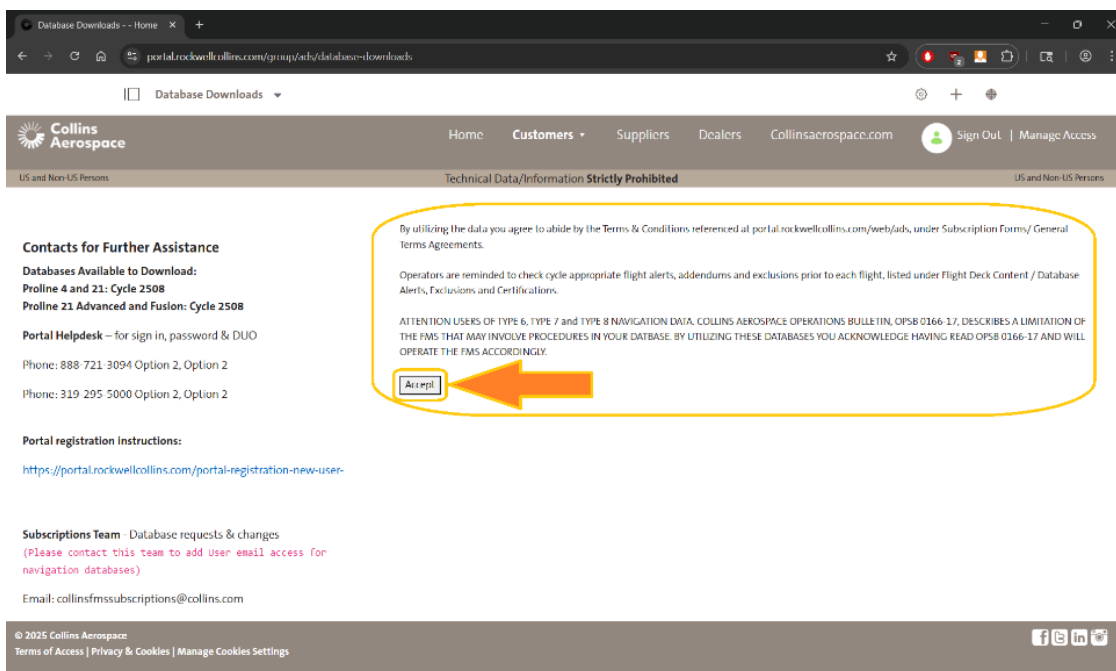 Database Downloads - - Home
portal.rockwellcollins.com/group/ads/database-downloads
2
Database Downloads
Collins
Aerospace
Home
Customers
Suppliers
Dealers
Collinsaerospace.com
Sign Out | Manage Access
US and Non-US Persons
Technical Data/Information Strictly Prohibited
US and Non-US Persons
By utilizing the data you agree to abide by the Terms & Conditions referenced at portal.rockwellcollins.com/web/ads, under Subscription Forms/ General
Terms Agreements.
Operators are reminded to check cycle appropriate flight alerts, addendums and exclusions prior to each flight, listed under Flight Deck Content / Database
Alerts, Exclusions and Certifications.
ATTENTION USERS OF TYPE 6, TYPE 7 and TYPE 8 NAVIGATION DATA. COLLINS AEROSPACE OPERATIONS BULLETIN, OPSB 0166-17, DESCRIBES A LIMITATION OF
THE FMS THAT MAY INVOLVE PROCEDURES IN YOUR DATBASE. BY UTILIZING THESE DATABASES YOU ACKNOWLEDGE HAVING READ OPSB 0166-17 AND WILL
OPERATE THE FMS ACCORDINGLY.
Accept
Contacts for Further Assistance
Databases Available to Download:
Proline 4 and 21: Cycle 2508
Proline 21 Advanced and Fusion: Cycle 2508
Portal Helpdesk – for sign in, password & DUO
Phone: 888-721-3094 Option 2, Option 2
Phone: 319-295-5000 Option 2, Option 2
Portal registration instructions:
https://portal.rockwellcollins.com/portal-registration-new-user-
Subscriptions Team - Database requests & changes
(Please contact this team to add User email access for
navigation databases)
Email: collinsfmssubscriptions@collins.com
© 2025 Collins Aerospace
Terms of Access | Privacy & Cookies | Manage Cookies Settings